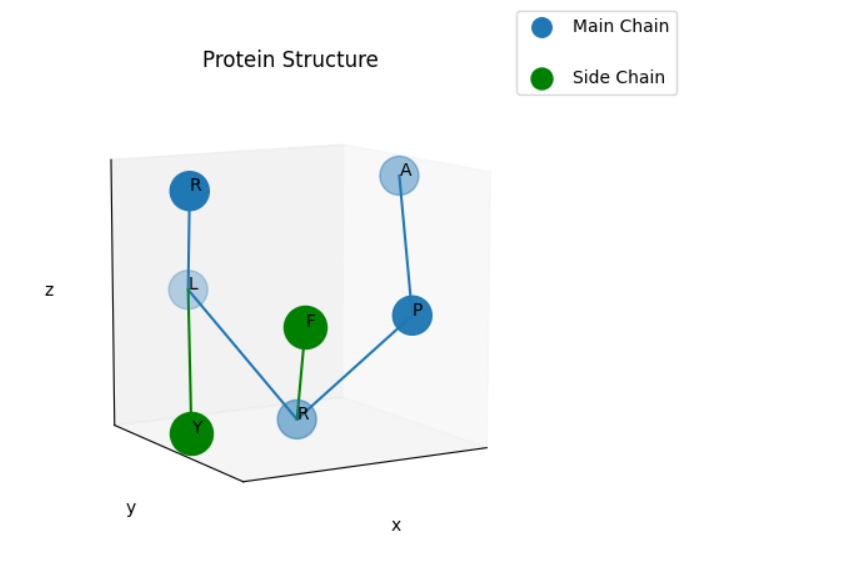 Main Chain
Side Chain
Protein Structure
A
R
L
z
P
F
R
Y
y
x